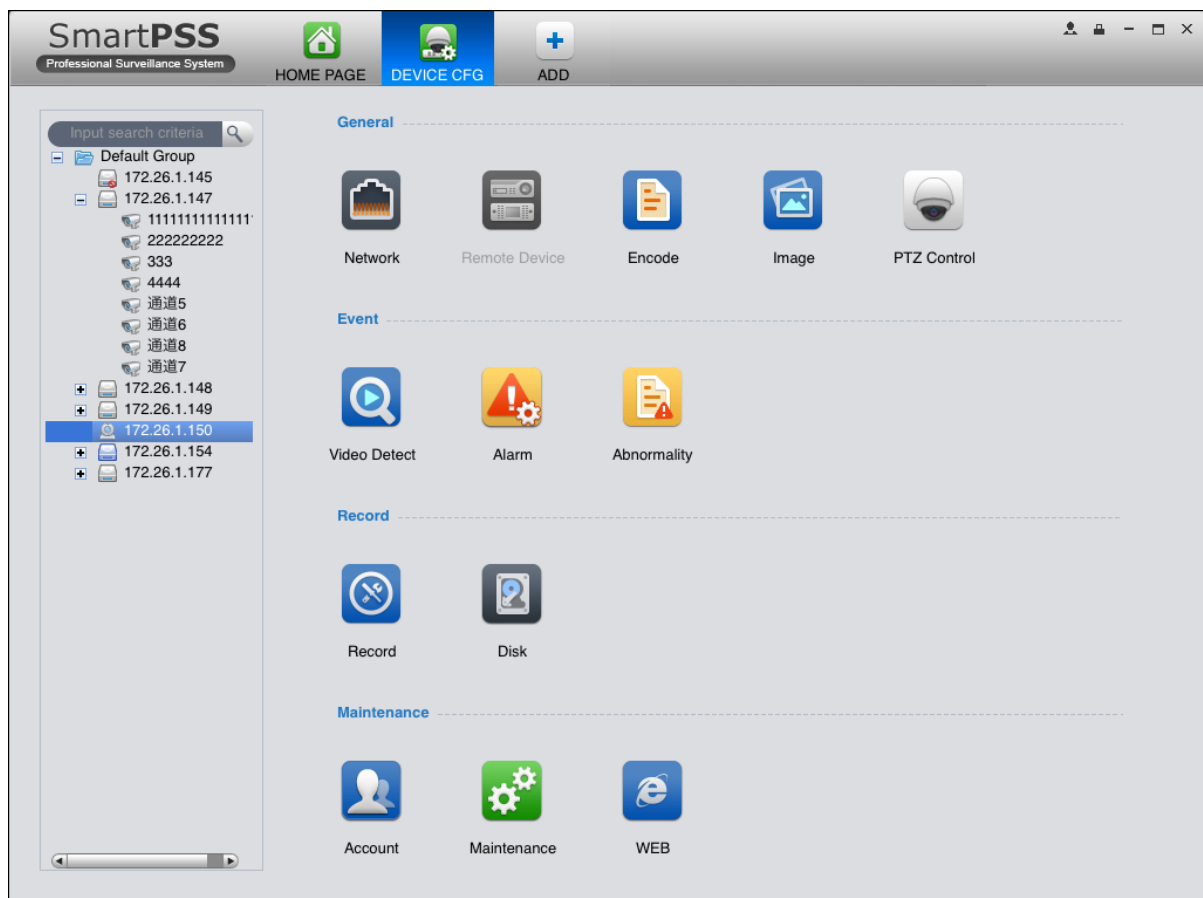 SmartPSS
Professional Surveillance System
HOME PAGE
DEVICE CFG
ADD
Input search criteria
Default Group
172.26.1.145
172.26.1.147
222222222
333
4444
通道5
通道6
通道8
通道7
172.26.1.148
172.26.1.149
172.26.1.150
172.26.1.154
172.26.1.177
General
Network
Remote Device
Encode
Image
PTZ Control
Event
Video Detect
Alarm
Abnormality
Record
Record
Disk
Maintenance
Account
Maintenance
WEB